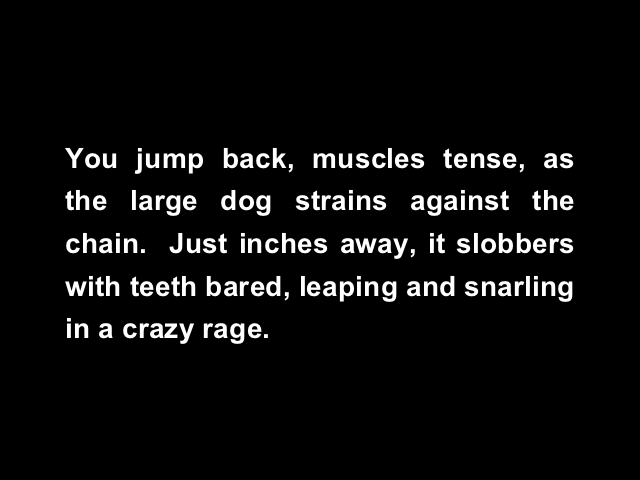 You jump back, muscles tense, as
the large dog strains against the
chain.  Just inches away, it slobbers
with teeth bared, leaping and snarling
in a crazy rage.